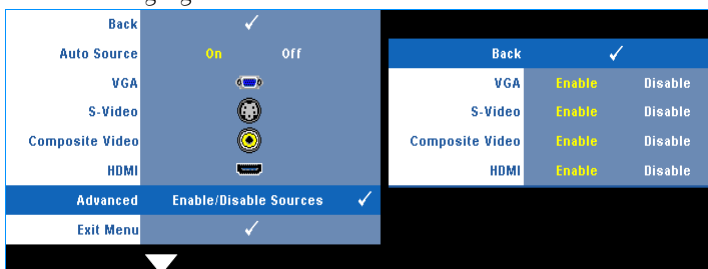 Back ✓
Auto Source On Off
VGA
S-Video
Composite Video
HDMI
Advanced Enable/Disable Sources ✓
Exit Menu ✓
Back ✓
VGA Enable Disable
S-Video Enable Disable
Composite Video Enable Disable
HDMI Enable Disable